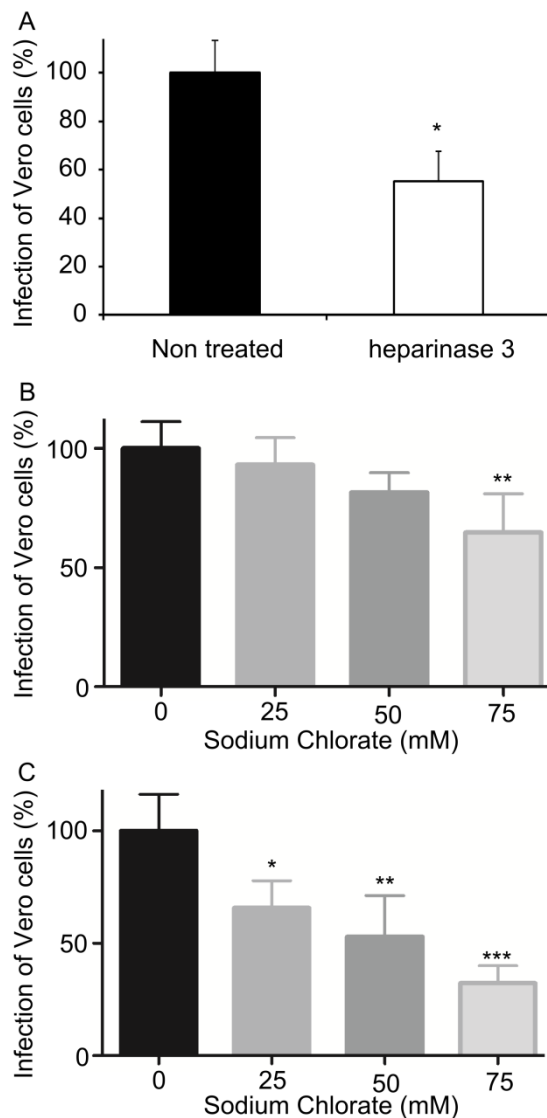 A
Infection of Vero cells (%)
100
80
60
40
20
0
*
Non treated
heparinase 3
B
Infection of Vero cells (%)
100
50
0
**
0 25 50 75
Sodium Chlorate (mM)
C
Infection of Vero cells (%)
100
50
0
*
**
***
0 25 50 75
Sodium Chlorate (mM)